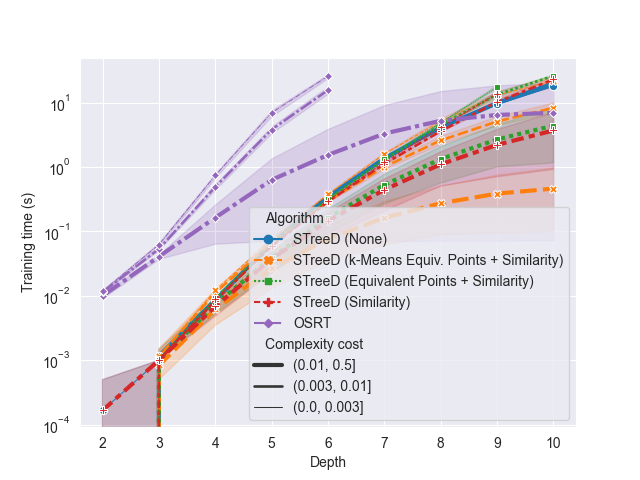 10¹
10⁰
10⁻¹
10⁻²
10⁻³
10⁻⁴
Training time (s)
Algorithm
STreeD (None)
STreeD (k-Means Equiv. Points + Similarity)
STreeD (Equivalent Points + Similarity)
STreeD (Similarity)
OSRT
Complexity cost
(0.01, 0.5]
(0.003, 0.01]
(0.0, 0.003]
2 3 4 5 6 7 8 9 10
Depth